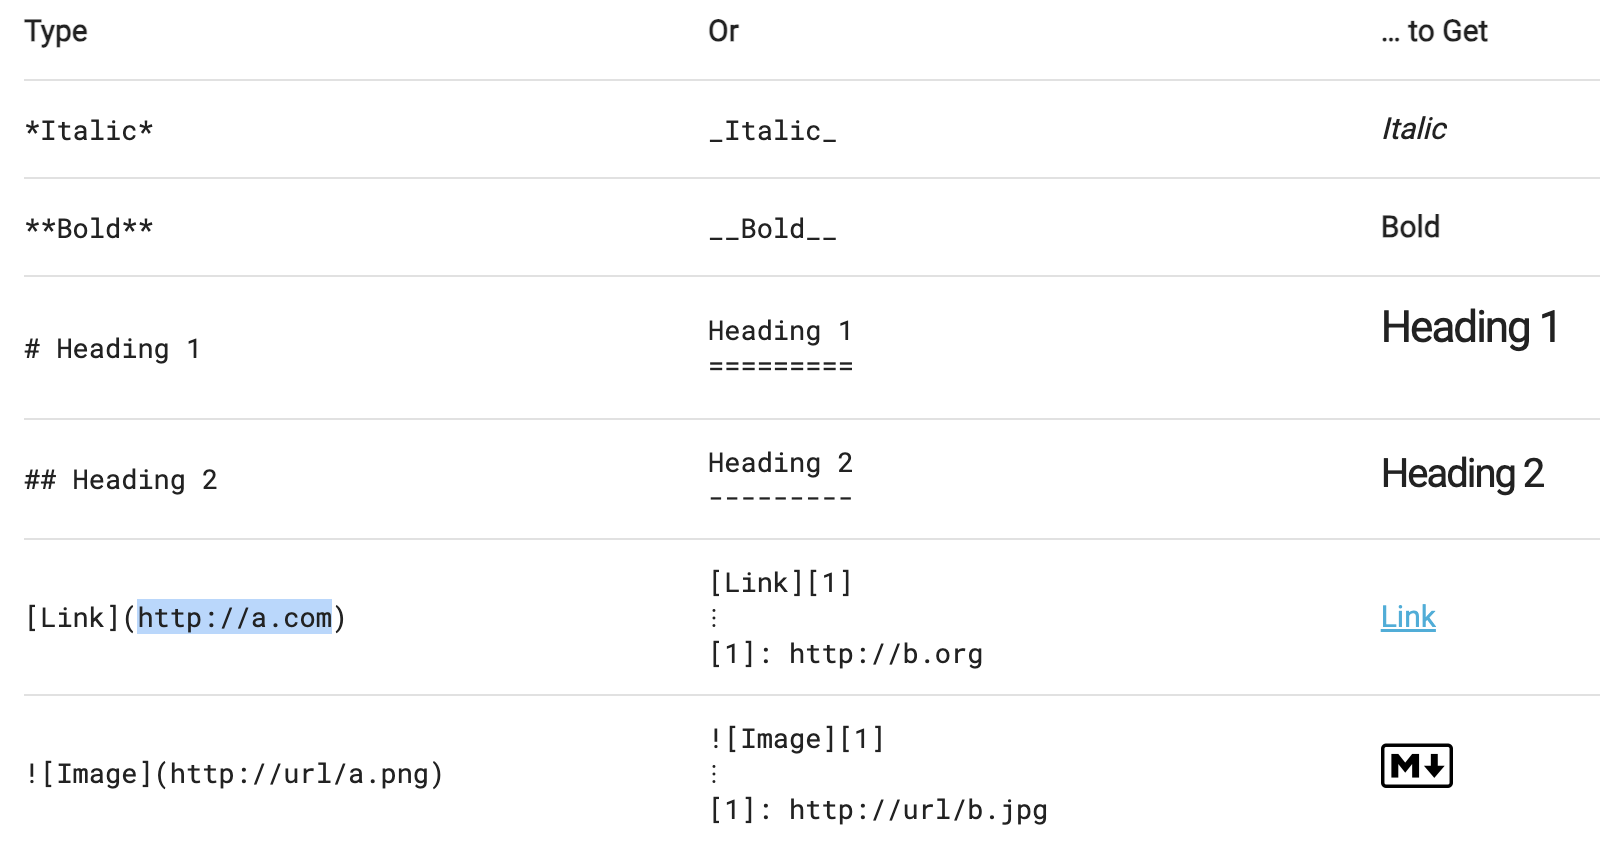 Type Or … to Get
*Italic* _Italic_ Italic
**Bold** __Bold__ Bold
# Heading 1 Heading 1 Heading 1
=========
## Heading 2 Heading 2 Heading 2
---------
[Link](http://a.com) [Link][1] Link
⋮
[1]: http://b.org
![Image](http://url/a.png) ![Image][1] M↓
⋮
[1]: http://url/b.jpg